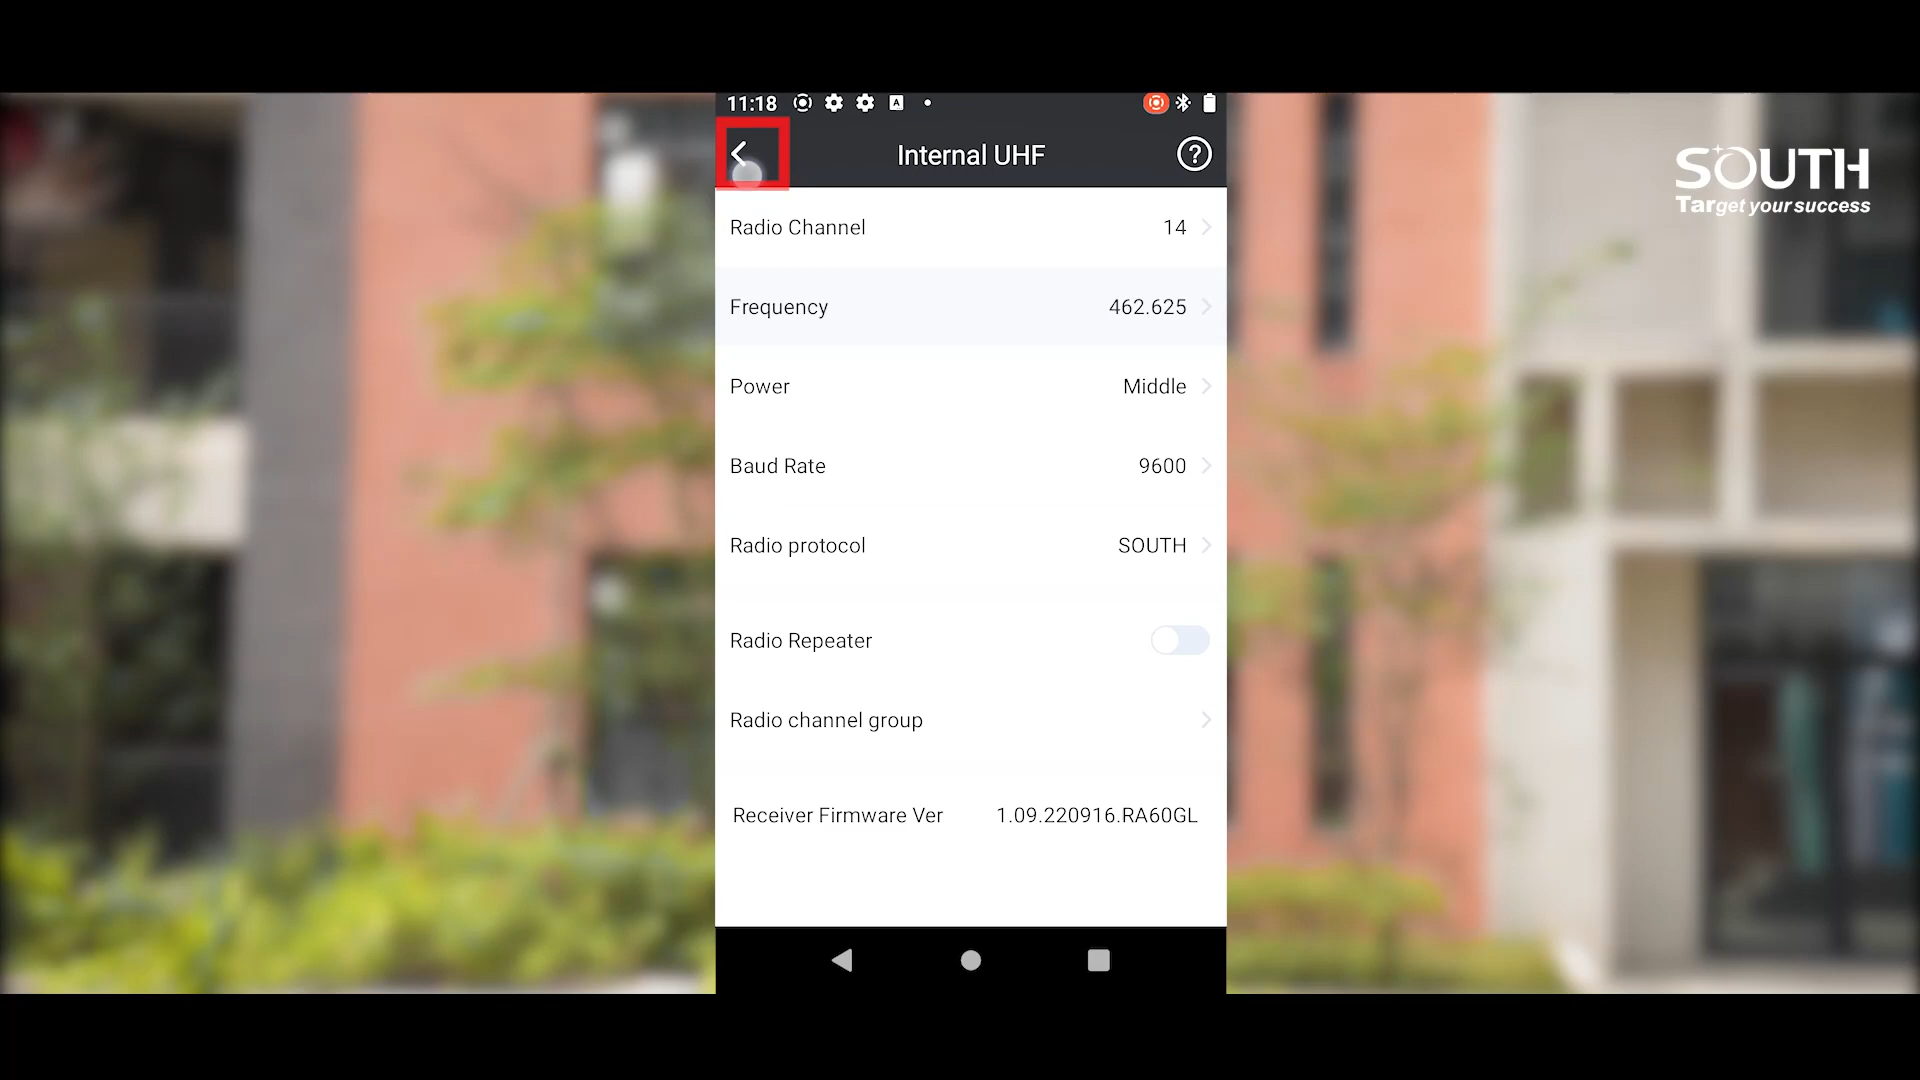 11:18
Internal UHF
SOUTH
Target your success
Radio Channel 14
Frequency 462.625
Power Middle
Baud Rate 9600
Radio protocol SOUTH
Radio Repeater
Radio channel group
Receiver Firmware Ver 1.09.220916.RA60GL